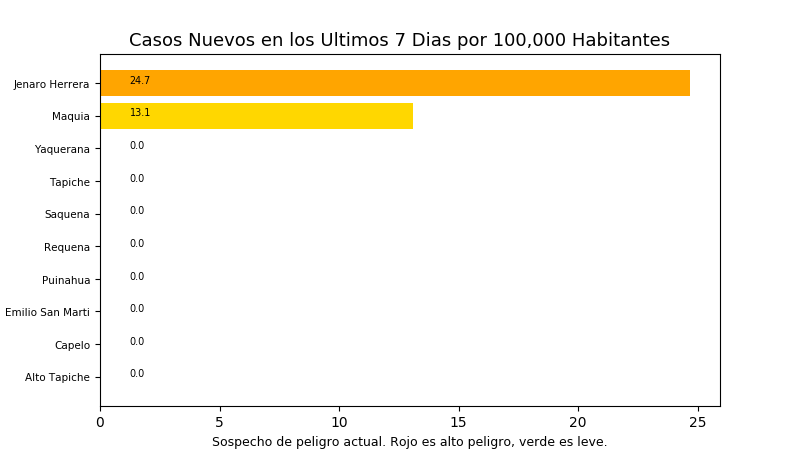 Casos Nuevos en los Ultimos 7 Dias por 100,000 Habitantes
Jenaro Herrera 24.7
Maquia 13.1
Yaquerana 0.0
Tapiche 0.0
Saquena 0.0
Requena 0.0
Puinahua 0.0
Emilio San Marti 0.0
Capelo 0.0
Alto Tapiche 0.0
0 5 10 15 20 25
Sospecho de peligro actual. Rojo es alto peligro, verde es leve.